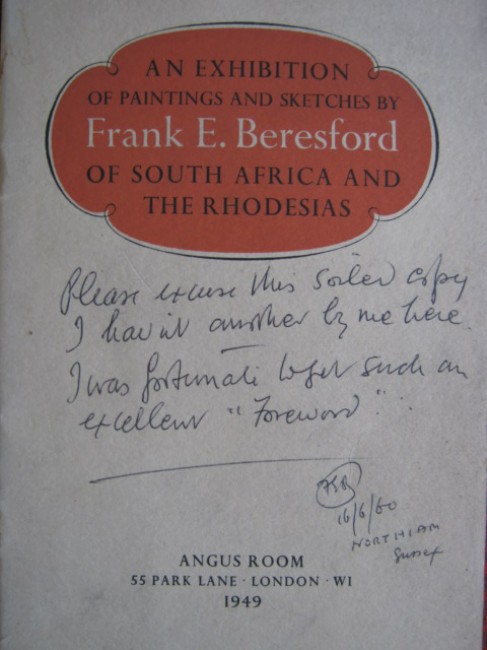 AN EXHIBITION
OF PAINTINGS AND SKETCHES BY
Frank E. Beresford
OF SOUTH AFRICA AND
THE RHODESIAS
Please excuse this soiled copy
I haven't another by me here.
I was fortunate to get such an
excellent "Foreword".
FEB
16/6/60
NORTHIAM
Sussex
ANGUS ROOM
55 PARK LANE · LONDON · W1
1949